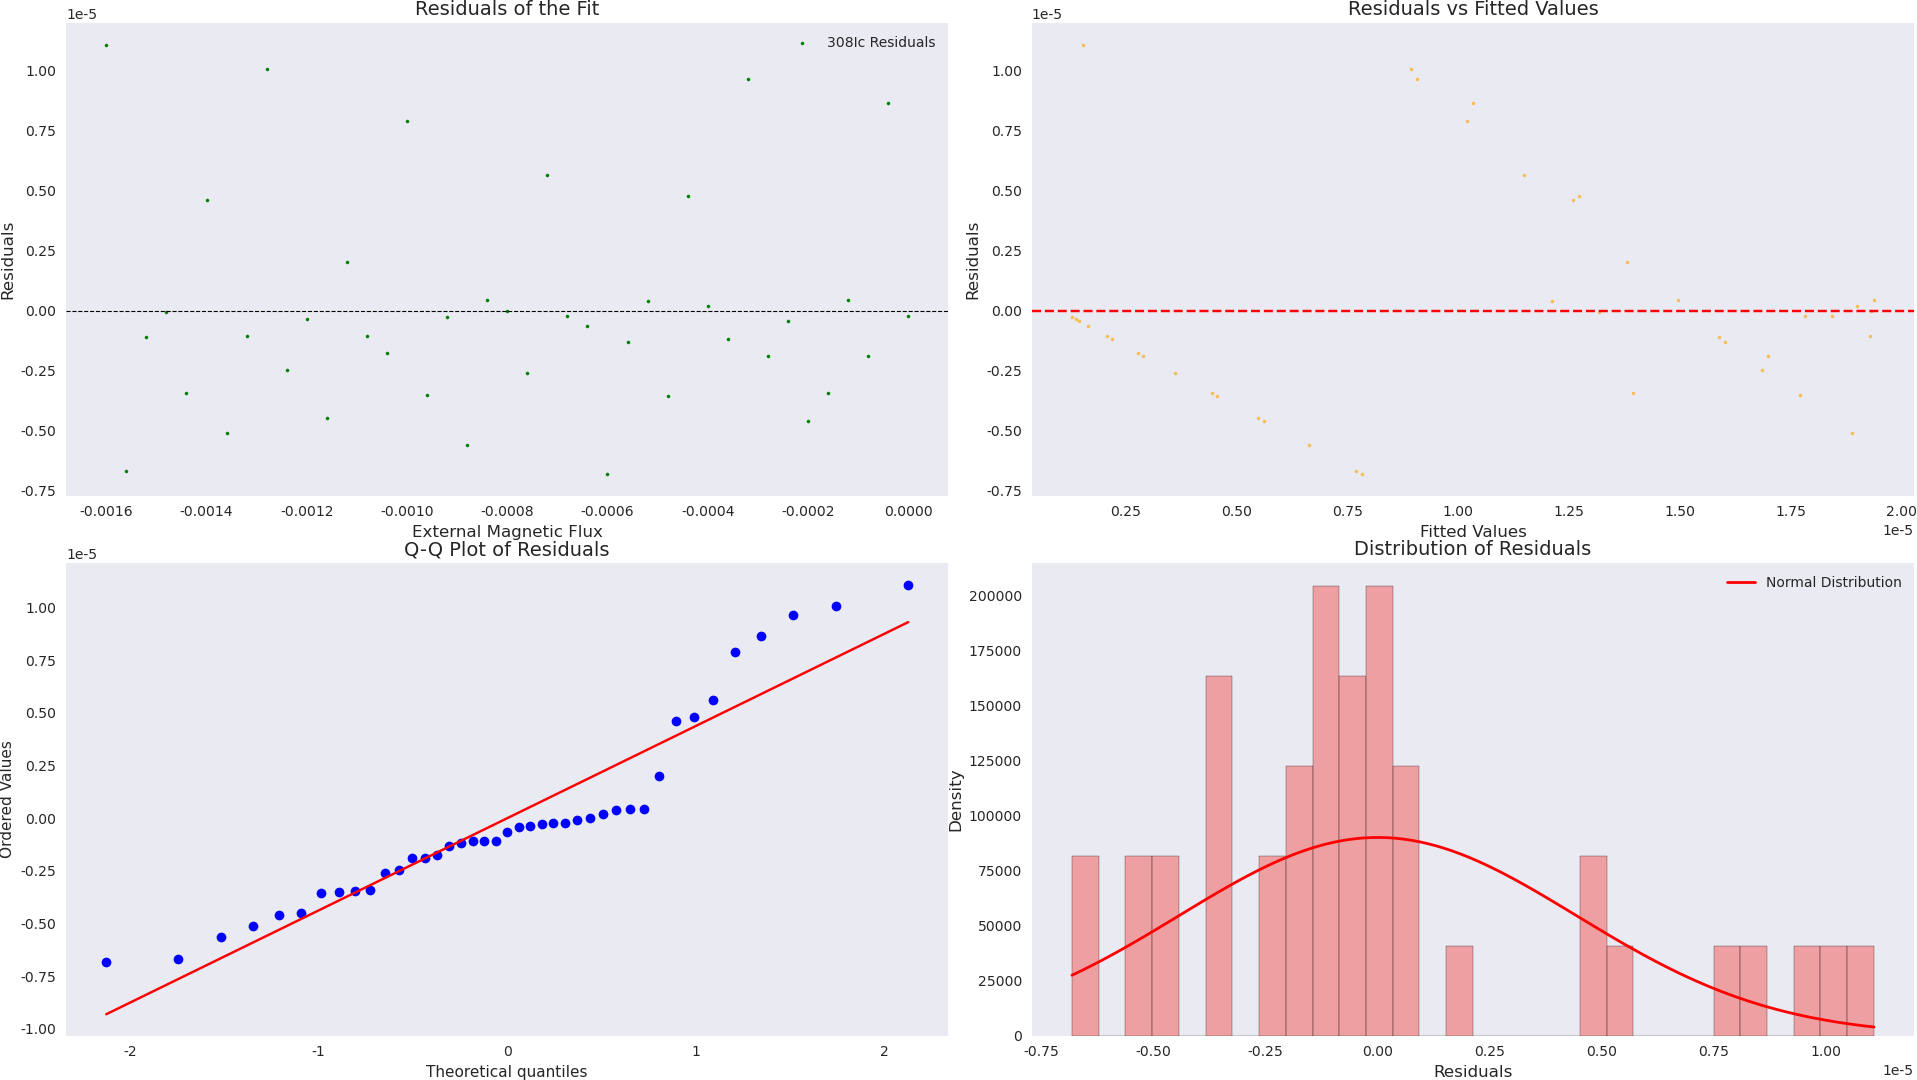 Residuals of the Fit
1e-5
308Ic Residuals
1.00
0.75
0.50
0.25
0.00
-0.25
-0.50
-0.75
Residuals
-0.0016 -0.0014 -0.0012 -0.0010 -0.0008 -0.0006 -0.0004 -0.0002 0.0000
External Magnetic Flux
Residuals vs Fitted Values
1e-5
1.00
0.75
0.50
0.25
0.00
-0.25
-0.50
-0.75
Residuals
0.25 0.50 0.75 1.00 1.25 1.50 1.75 2.00
1e-5
Fitted Values
Q-Q Plot of Residuals
1e-5
1.00
0.75
0.50
0.25
0.00
-0.25
-0.50
-0.75
-1.00
Ordered Values
-2 -1 0 1 2
Theoretical quantiles
Distribution of Residuals
Normal Distribution
200000
175000
150000
125000
100000
75000
50000
25000
0
Density
-0.75 -0.50 -0.25 0.00 0.25 0.50 0.75 1.00
1e-5
Residuals